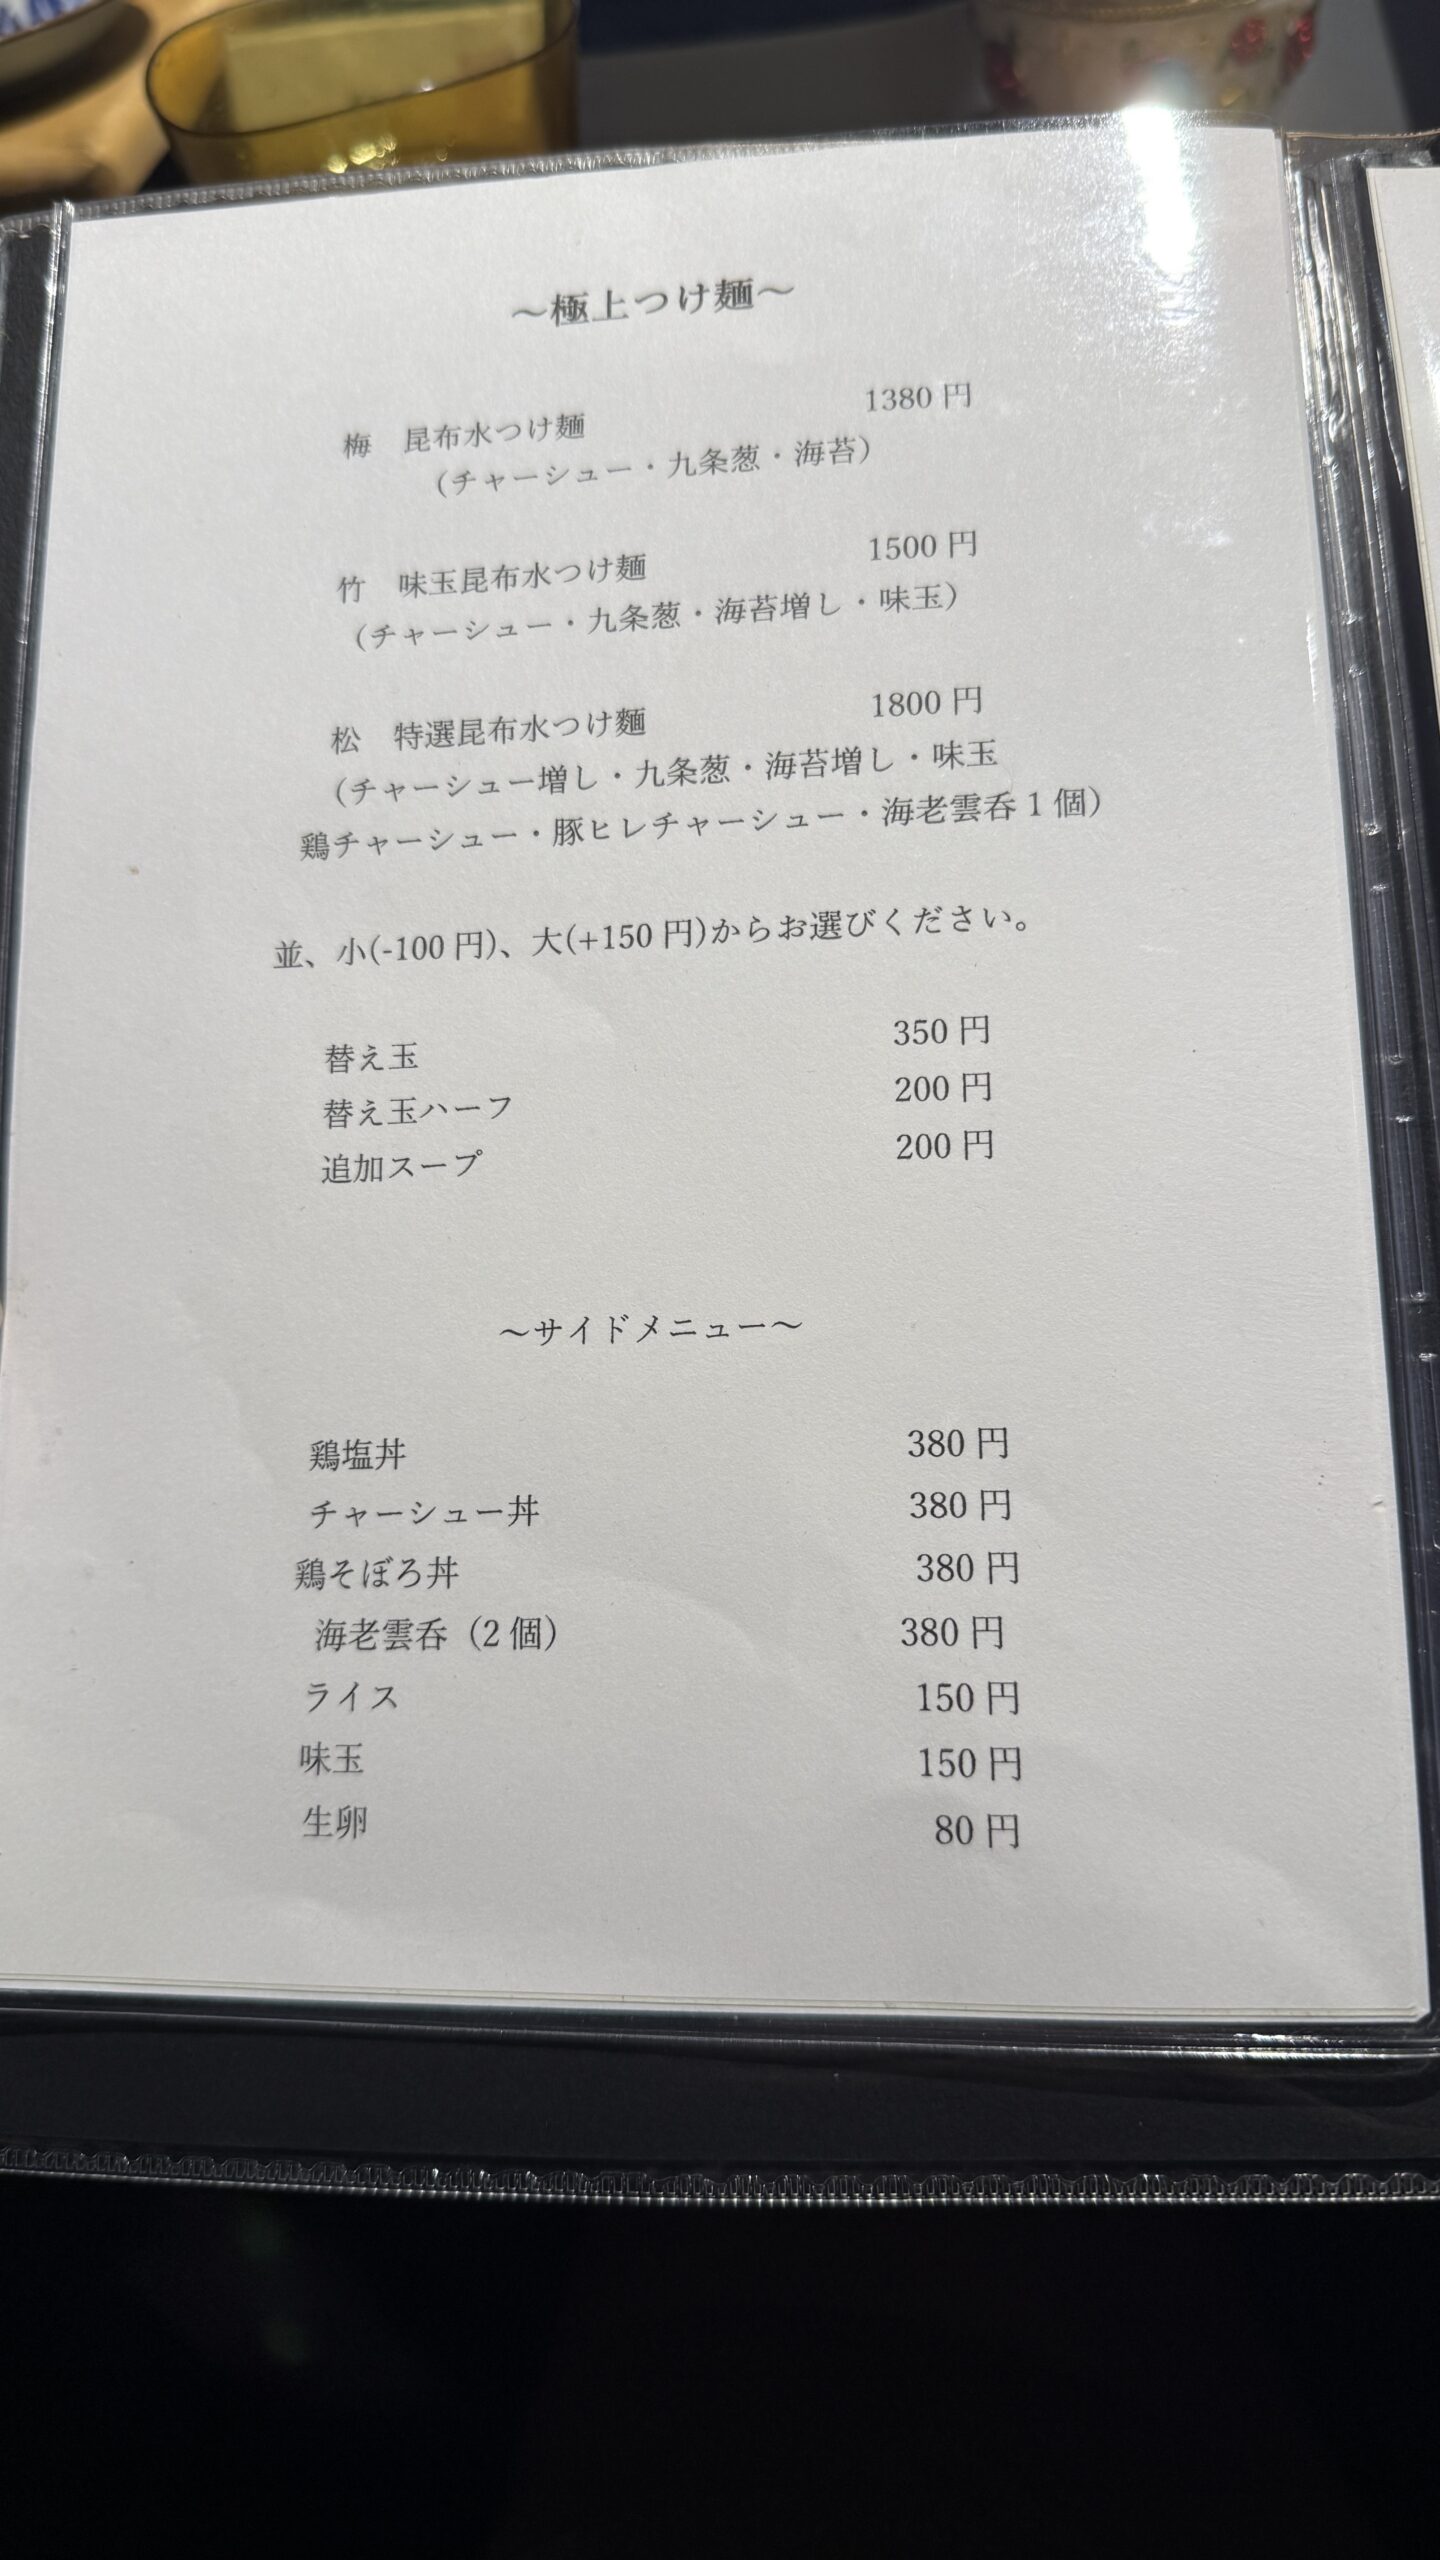 ～極上つけ麺～
梅　昆布水つけ麺　1380円
（チャーシュー・九条葱・海苔）
竹　味玉昆布水つけ麺　1500円
（チャーシュー・九条葱・海苔増し・味玉）
松　特選昆布水つけ麵　1800円
（チャーシュー増し・九条葱・海苔増し・味玉
鶏チャーシュー・豚ヒレチャーシュー・海老雲呑1個）
並、小(-100円)、大(+150円)からお選びください。
替え玉　350円
替え玉ハーフ　200円
追加スープ　200円
～サイドメニュー～
鶏塩丼　380円
チャーシュー丼　380円
鶏そぼろ丼　380円
海老雲呑（2個）　380円
ライス　150円
味玉　150円
生卵　80円